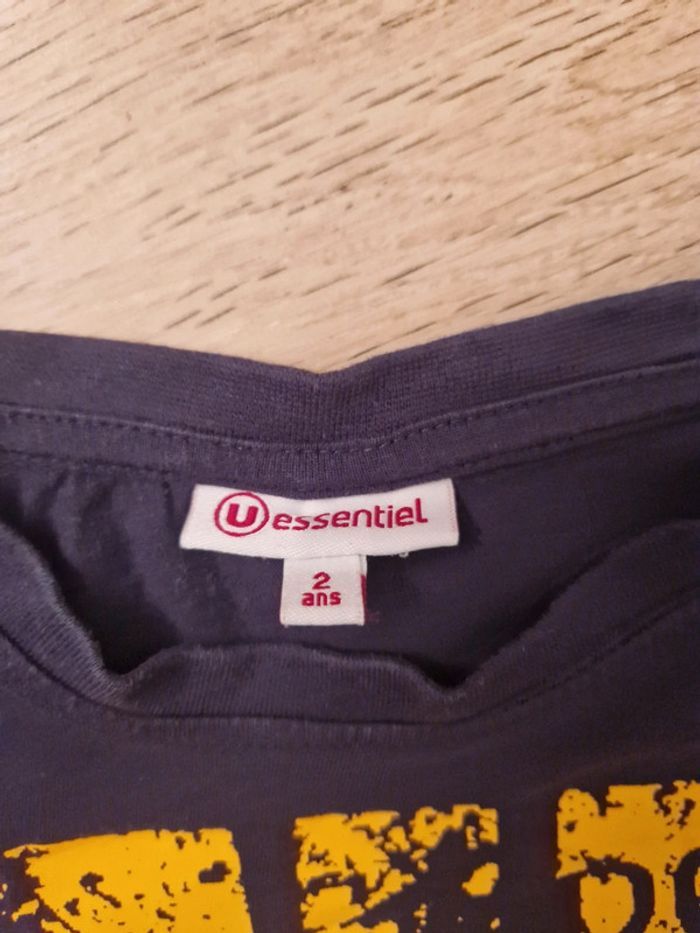 U essentiel
2
ans